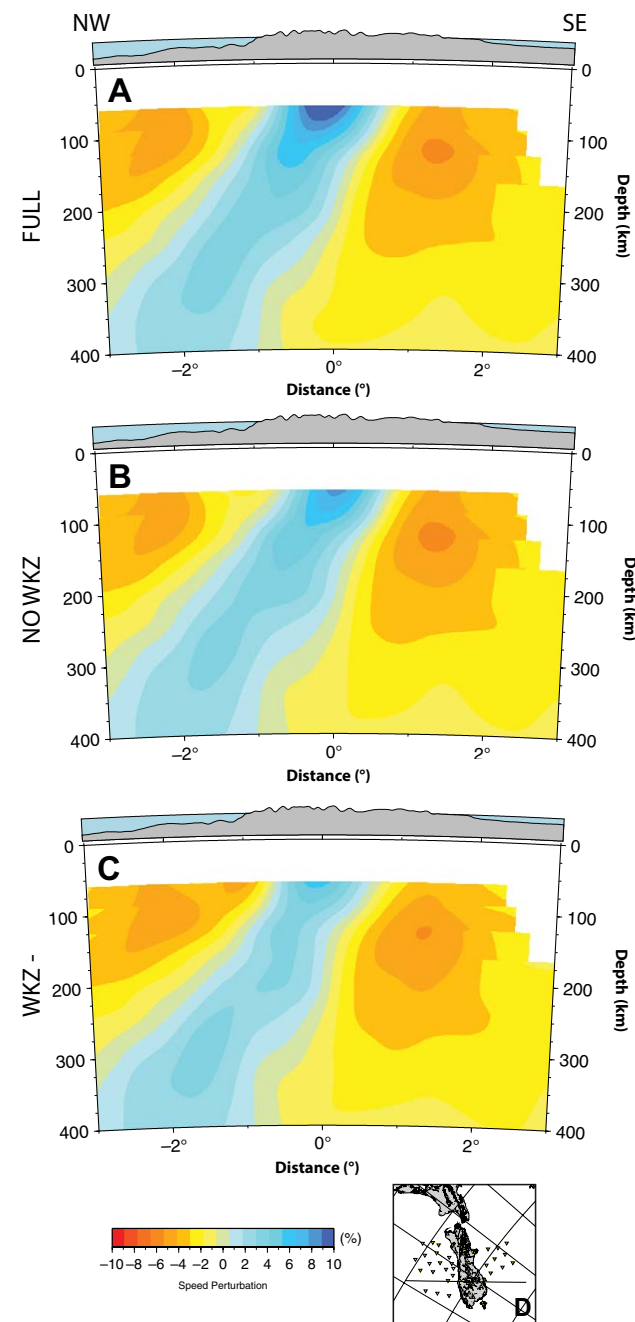 NW SE
A
0 0
100 100
200 200
300 300
400 400
FULL
Depth (km)
−2° 0° 2°
Distance (°)
B
0 0
100 100
200 200
300 300
400 400
NO WKZ
Depth (km)
−2° 0° 2°
Distance (°)
C
0 0
100 100
200 200
300 300
400 400
WKZ -
Depth (km)
−2° 0° 2°
Distance (°)
−10 −8 −6 −4 −2 0 2 4 6 8 10 (%)
Speed Perturbation
D